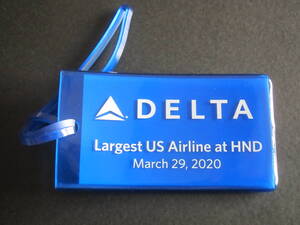 DELTA
Largest US Airline at HND
March 29, 2020